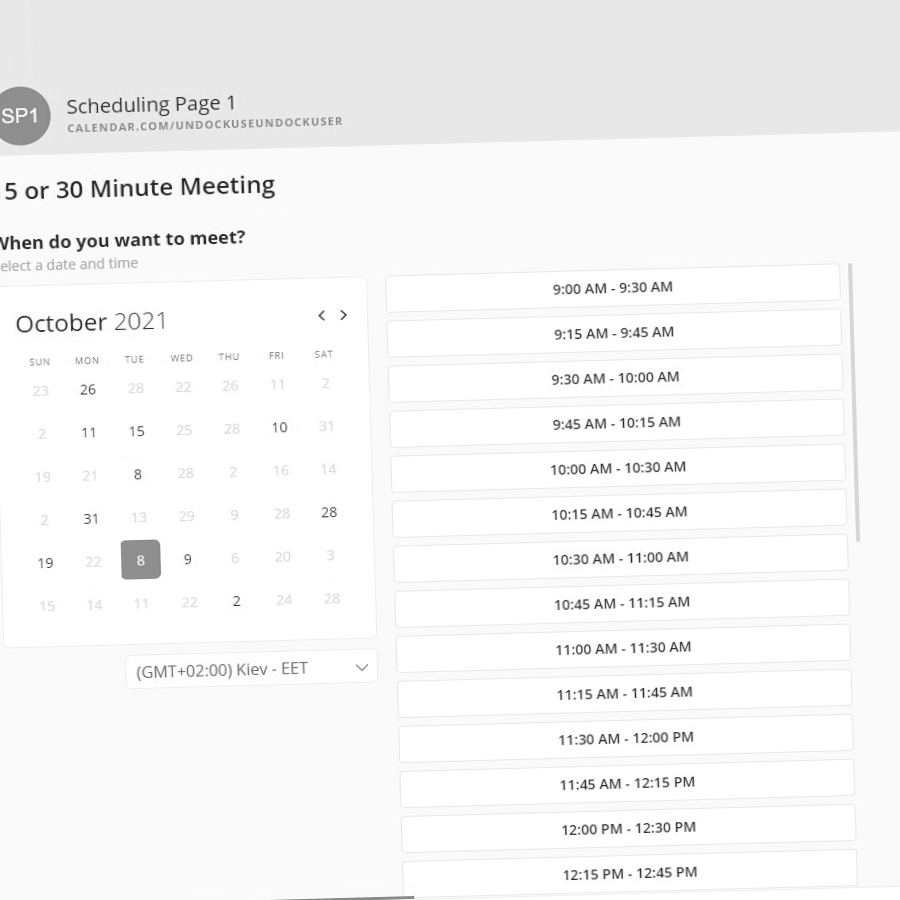 SP1
Scheduling Page 1
CALENDAR.COM/UNDOCKUSEUNDOCKUSER
5 or 30 Minute Meeting
When do you want to meet?
elect a date and time
October 2021
SUN MON TUE WED THU FRI SAT
23 26 28 22 26 11 2
2 11 15 25 28 10 31
19 21 8 28 2 16 14
2 31 13 29 9 28 28
19 22 8 9 6 20 3
15 14 11 22 2 24 28
(GMT+02:00) Kiev - EET
9:00 AM - 9:30 AM
9:15 AM - 9:45 AM
9:30 AM - 10:00 AM
9:45 AM - 10:15 AM
10:00 AM - 10:30 AM
10:15 AM - 10:45 AM
10:30 AM - 11:00 AM
10:45 AM - 11:15 AM
11:00 AM - 11:30 AM
11:15 AM - 11:45 AM
11:30 AM - 12:00 PM
11:45 AM - 12:15 PM
12:00 PM - 12:30 PM
12:15 PM - 12:45 PM